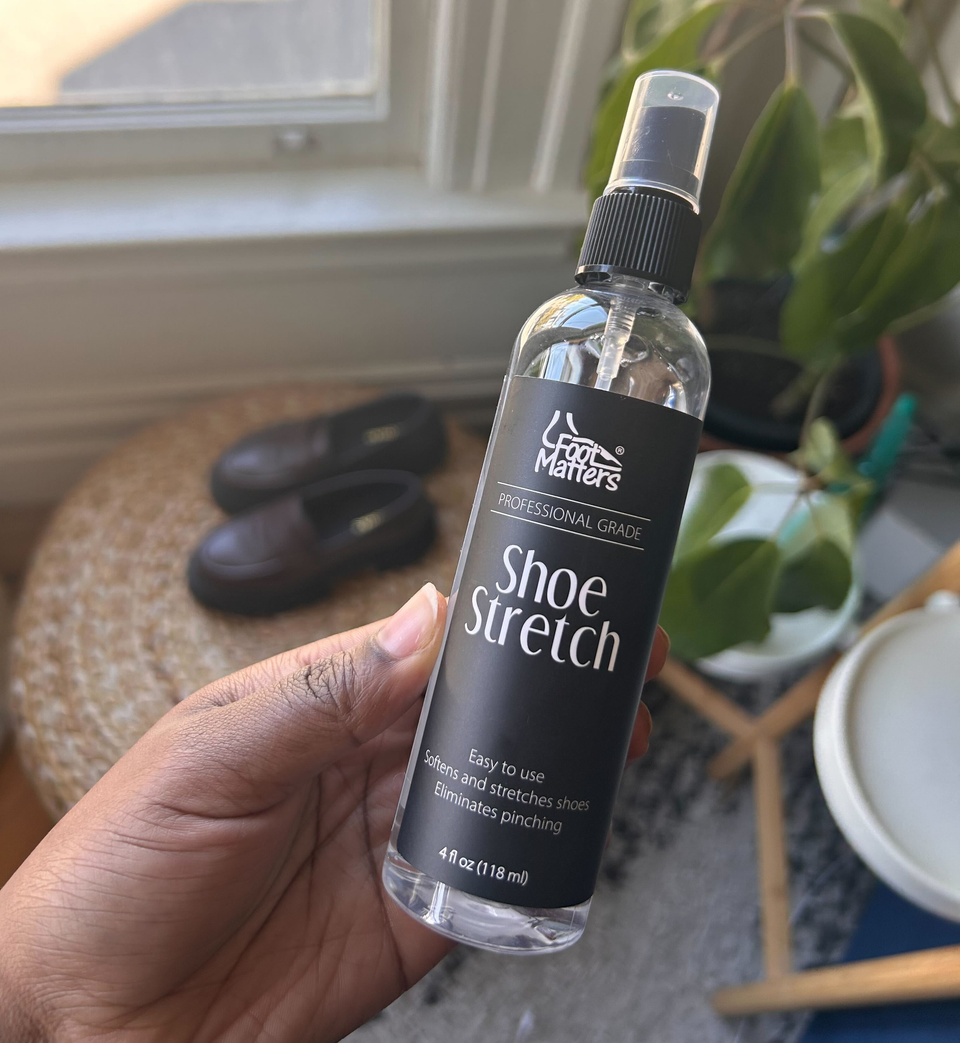 Foot
Matters®
PROFESSIONAL GRADE
Shoe
Stretch
Easy to use
Softens and stretches shoes
Eliminates pinching
4 fl oz (118 ml)